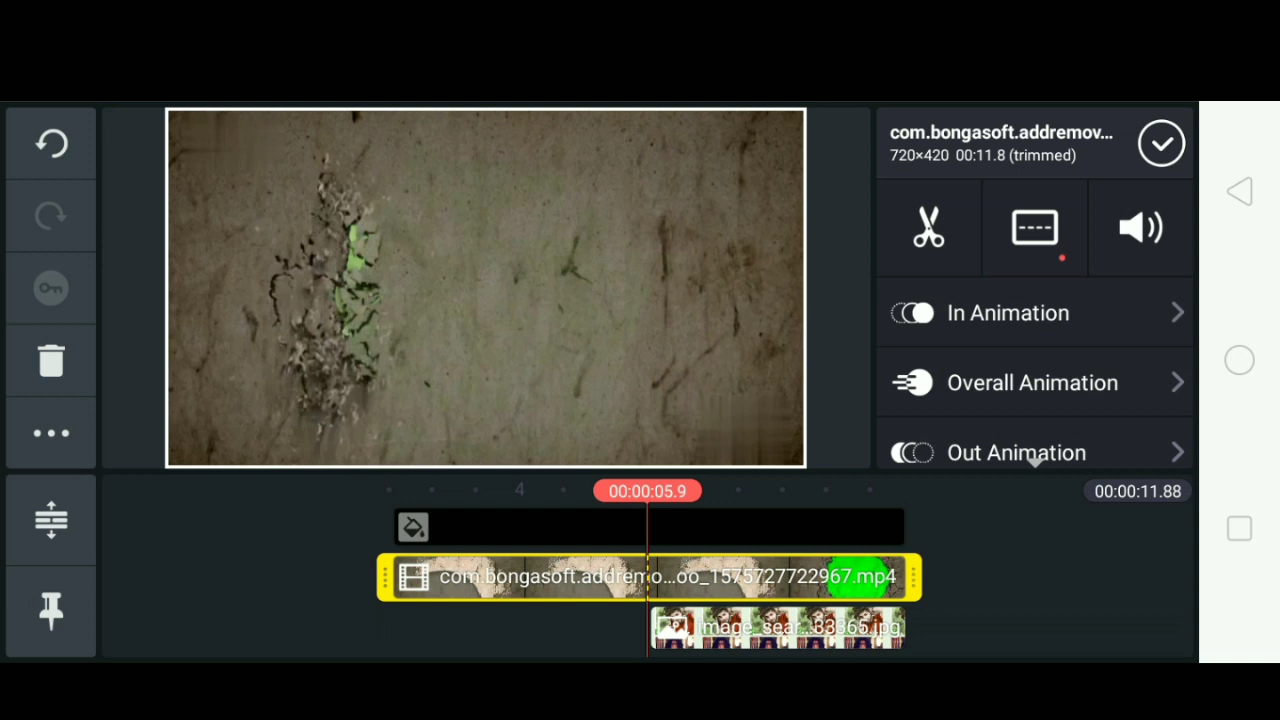 com.bongasoft.addremov...
720×420 00:11.8 (trimmed)
In Animation
Overall Animation
Out Animation
4
00:00:05.9
00:00:11.88
com.bongasoft.addremo...oo_1575727722967.mp4
image_sear...33365.jpg